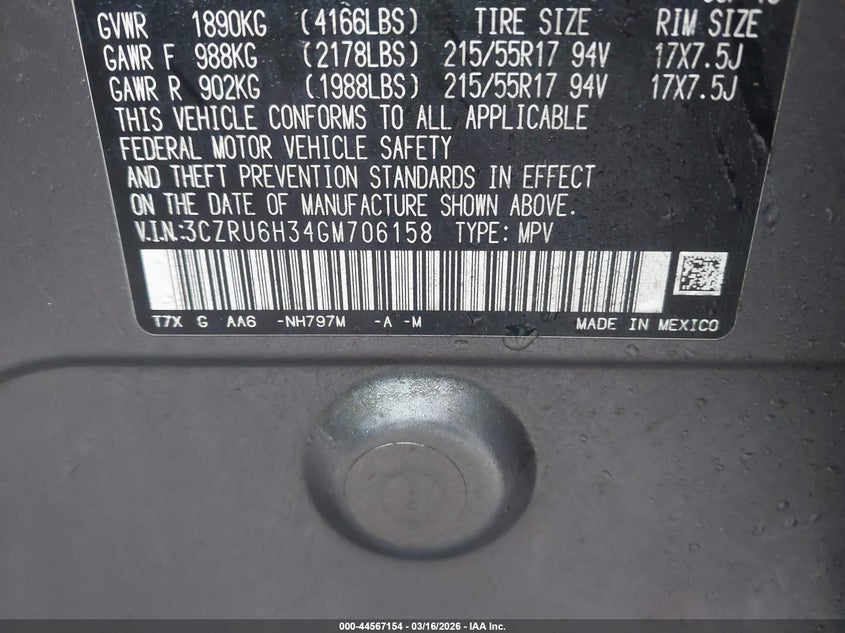 GVWR 1890KG (4166LBS) TIRE SIZE RIM SIZE
GAWR F 988KG (2178LBS) 215/55R17 94V 17X7.5J
GAWR R 902KG (1988LBS) 215/55R17 94V 17X7.5J
THIS VEHICLE CONFORMS TO ALL APPLICABLE
FEDERAL MOTOR VEHICLE SAFETY
AND THEFT PREVENTION STANDARDS IN EFFECT
ON THE DATE OF MANUFACTURE SHOWN ABOVE.
V.I.N.:3CZRU6H34GM706158 TYPE: MPV
T7X G AA6 -NH797M -A -M MADE IN MEXICO
000-44567154 - 03/16/2026 - IAA Inc.